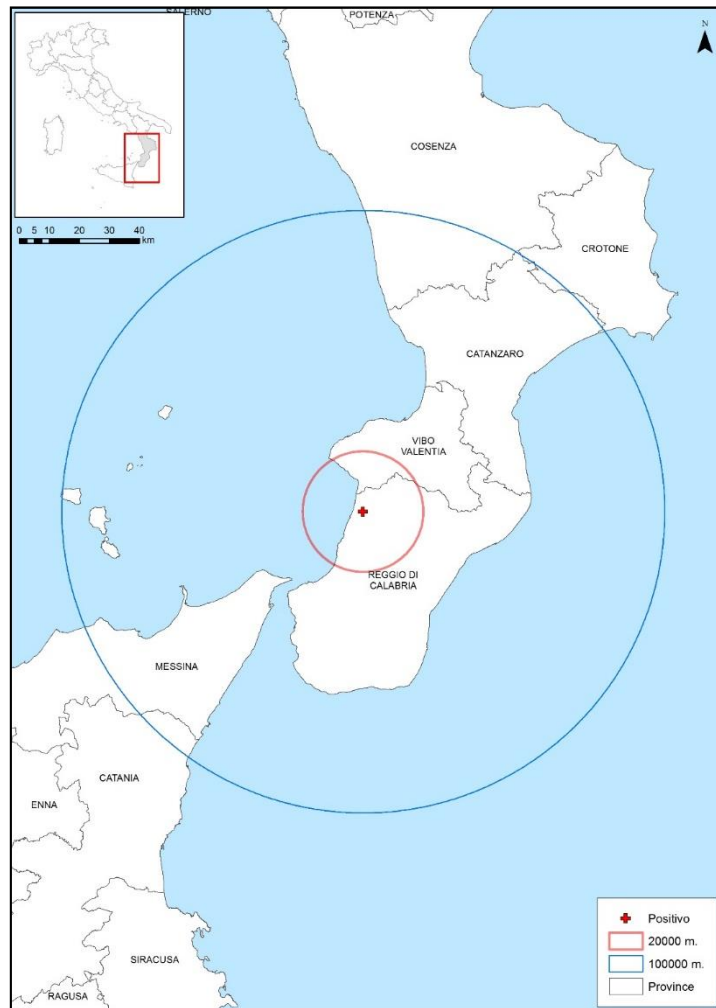 SALERNO
POTENZA
N
COSENZA
0 5 10 20 30 40
km
CROTONE
CATANZARO
VIBO
VALENTIA
REGGIO DI
CALABRIA
MESSINA
CATANIA
ENNA
SIRACUSA
RAGUSA
Positivo
20000 m.
100000 m.
Province